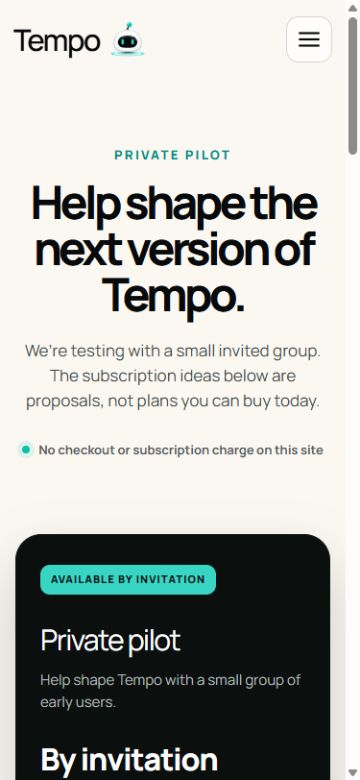 Tempo
PRIVATE PILOT
Help shape the
next version of
Tempo.
We're testing with a small invited group.
The subscription ideas below are
proposals, not plans you can buy today.
No checkout or subscription charge on this site
AVAILABLE BY INVITATION
Private pilot
Help shape Tempo with a small group of
early users.
By invitation